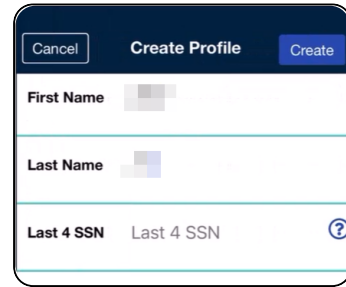 Cancel Create Profile Create
First Name
Last Name
Last 4 SSN Last 4 SSN ?